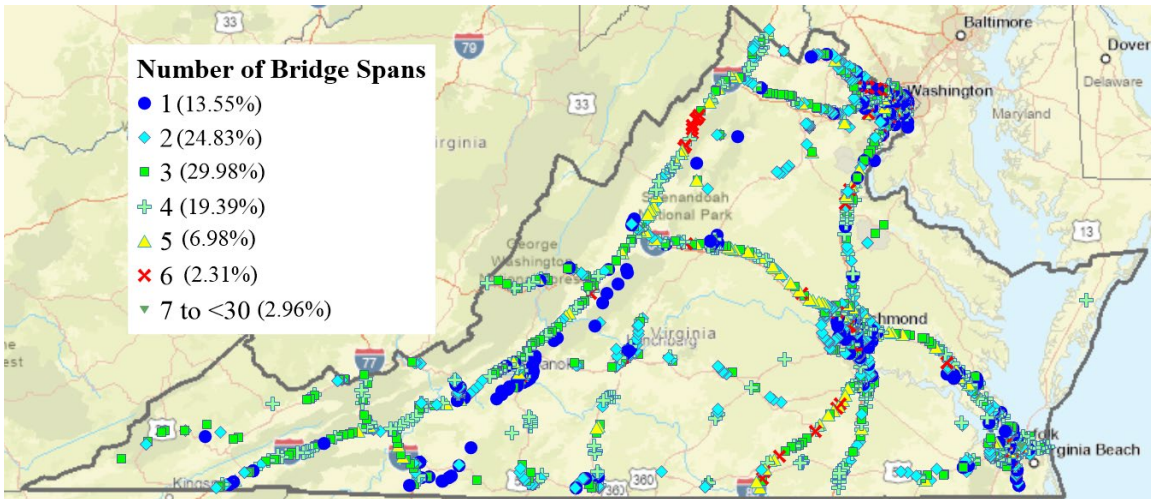 33
79
Baltimore
Dover
Delaware
Number of Bridge Spans
1 (13.55%)
2 (24.83%)
3 (29.98%)
4 (19.39%)
5 (6.98%)
6 (2.31%)
7 to <30 (2.96%)
33
Washington
Maryland
Virginia
Shenandoah
National Park
George
Washington
13
Virginia
77
360
360
Virginia Beach